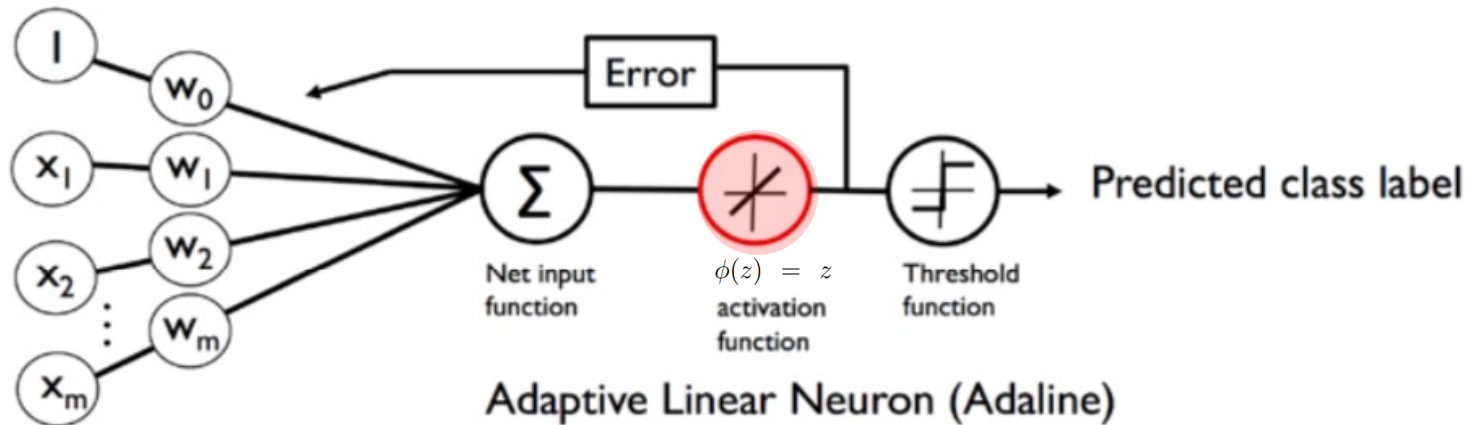 1
w₀
Error
x₁
w₁
Σ
Predicted class label
x₂
w₂
Net input
function
ϕ(z) = z
activation
function
Threshold
function
⋮
wₘ
xₘ
Adaptive Linear Neuron (Adaline)